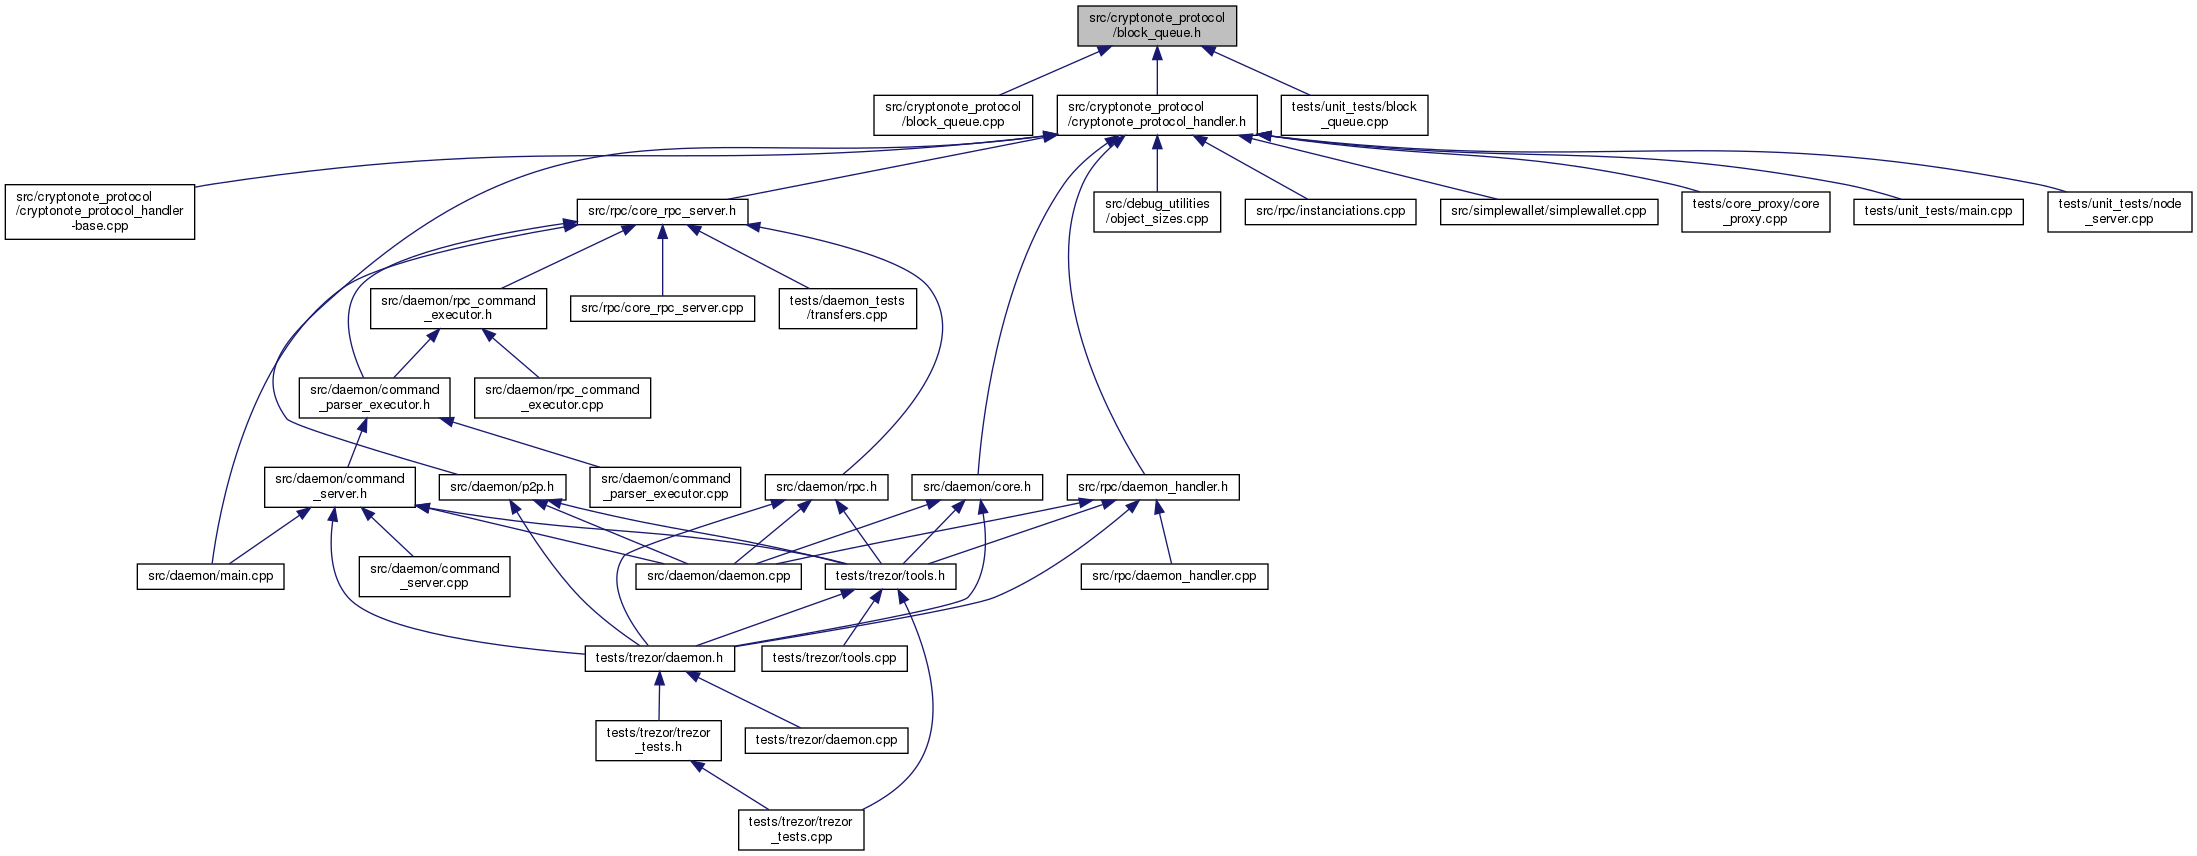 src/cryptonote_protocol
/block_queue.h
src/cryptonote_protocol
/block_queue.cpp
src/cryptonote_protocol
/cryptonote_protocol_handler.h
tests/unit_tests/block
_queue.cpp
src/cryptonote_protocol
/cryptonote_protocol_handler
-base.cpp
src/rpc/core_rpc_server.h
src/debug_utilities
/object_sizes.cpp
src/rpc/instanciations.cpp
src/simplewallet/simplewallet.cpp
tests/core_proxy/core
_proxy.cpp
tests/unit_tests/main.cpp
tests/unit_tests/node
_server.cpp
src/daemon/rpc_command
_executor.h
src/rpc/core_rpc_server.cpp
tests/daemon_tests
/transfers.cpp
src/daemon/command
_parser_executor.h
src/daemon/rpc_command
_executor.cpp
src/daemon/command
_server.h
src/daemon/p2p.h
src/daemon/command
_parser_executor.cpp
src/daemon/rpc.h
src/daemon/core.h
src/rpc/daemon_handler.h
src/daemon/main.cpp
src/daemon/command
_server.cpp
src/daemon/daemon.cpp
tests/trezor/tools.h
src/rpc/daemon_handler.cpp
tests/trezor/daemon.h
tests/trezor/tools.cpp
tests/trezor/trezor
_tests.h
tests/trezor/daemon.cpp
tests/trezor/trezor
_tests.cpp